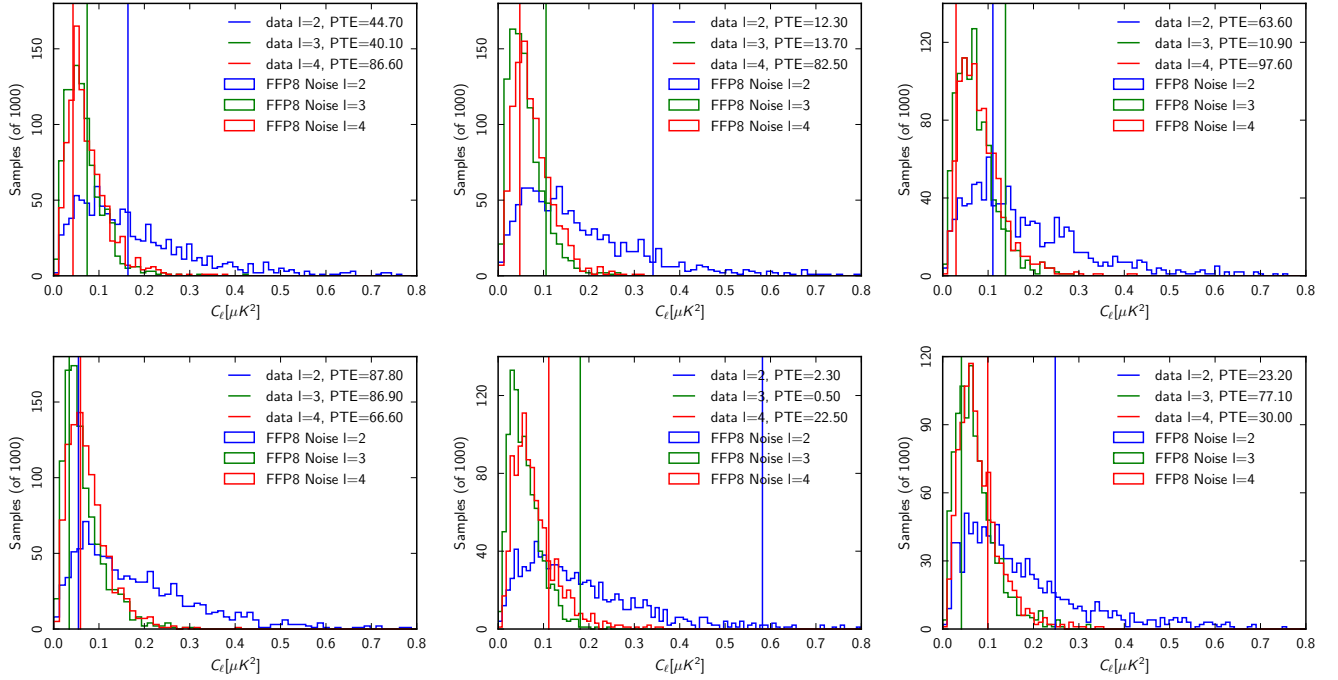 data l=2, PTE=44.70
data l=3, PTE=40.10
data l=4, PTE=86.60
FFP8 Noise l=2
FFP8 Noise l=3
FFP8 Noise l=4
Samples (of 1000)
0 50 100 150
0.0 0.1 0.2 0.3 0.4 0.5 0.6 0.7 0.8
Cℓ[μK²]
data l=2, PTE=12.30
data l=3, PTE=13.70
data l=4, PTE=82.50
FFP8 Noise l=2
FFP8 Noise l=3
FFP8 Noise l=4
Samples (of 1000)
0 50 100 150
0.0 0.1 0.2 0.3 0.4 0.5 0.6 0.7 0.8
Cℓ[μK²]
data l=2, PTE=63.60
data l=3, PTE=10.90
data l=4, PTE=97.60
FFP8 Noise l=2
FFP8 Noise l=3
FFP8 Noise l=4
Samples (of 1000)
0 40 80 120
0.0 0.1 0.2 0.3 0.4 0.5 0.6 0.7 0.8
Cℓ[μK²]
data l=2, PTE=87.80
data l=3, PTE=86.90
data l=4, PTE=66.60
FFP8 Noise l=2
FFP8 Noise l=3
FFP8 Noise l=4
Samples (of 1000)
0 50 100 150
0.0 0.1 0.2 0.3 0.4 0.5 0.6 0.7 0.8
Cℓ[μK²]
data l=2, PTE=2.30
data l=3, PTE=0.50
data l=4, PTE=22.50
FFP8 Noise l=2
FFP8 Noise l=3
FFP8 Noise l=4
Samples (of 1000)
0 40 80 120
0.0 0.1 0.2 0.3 0.4 0.5 0.6 0.7 0.8
Cℓ[μK²]
data l=2, PTE=23.20
data l=3, PTE=77.10
data l=4, PTE=30.00
FFP8 Noise l=2
FFP8 Noise l=3
FFP8 Noise l=4
Samples (of 1000)
0 30 60 90 120
0.0 0.1 0.2 0.3 0.4 0.5 0.6 0.7 0.8
Cℓ[μK²]